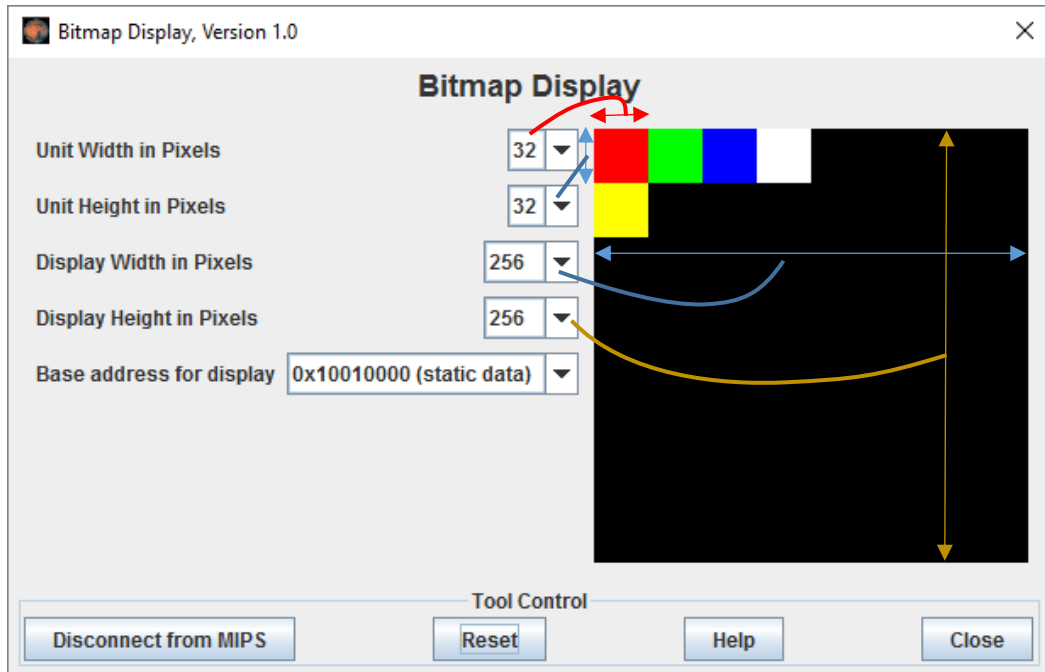 Bitmap Display, Version 1.0
Bitmap Display
Unit Width in Pixels 32
Unit Height in Pixels 32
Display Width in Pixels 256
Display Height in Pixels 256
Base address for display 0x10010000 (static data)
Tool Control
Disconnect from MIPS Reset Help Close